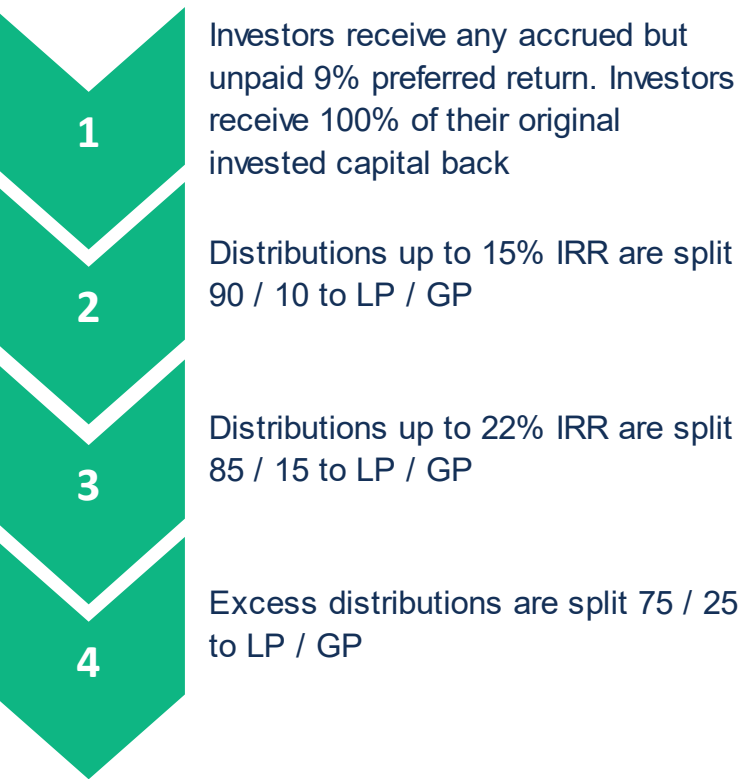 1
Investors receive any accrued but
unpaid 9% preferred return. Investors
receive 100% of their original
invested capital back
2
Distributions up to 15% IRR are split
90 / 10 to LP / GP
3
Distributions up to 22% IRR are split
85 / 15 to LP / GP
4
Excess distributions are split 75 / 25
to LP / GP